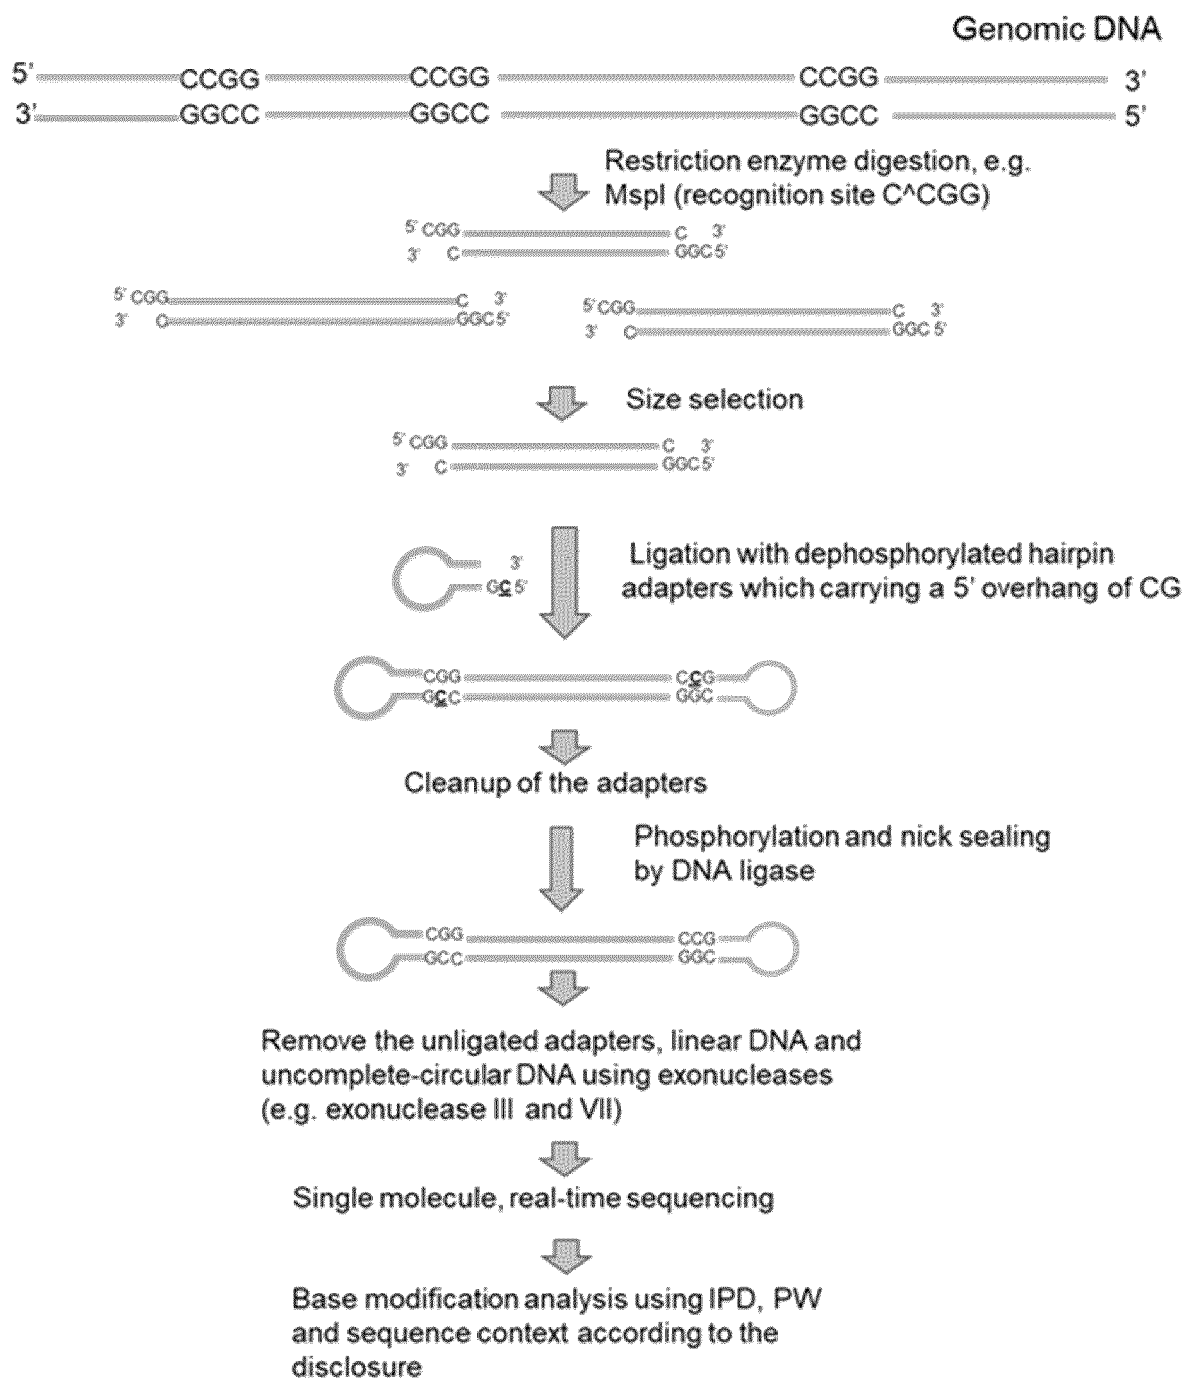 Genomic DNA
5' CCGG CCGG CCGG 3'
3' GGCC GGCC GGCC 5'
Restriction enzyme digestion, e.g.
MspI (recognition site C^CGG)
5' CGG C 3'
3' C GGC 5'
5' CGG C 3'
3' C GGC 5'
5' CGG C 3'
3' C GGC 5'
Size selection
5' CGG C 3'
3' C GGC 5'
Ligation with dephosphorylated hairpin
adapters which carrying a 5' overhang of CG
3'
GC 5'
CGG CCG
GCC GGC
Cleanup of the adapters
Phosphorylation and nick sealing
by DNA ligase
CGG CCG
GCC GGC
Remove the unligated adapters, linear DNA and
uncomplete-circular DNA using exonucleases
(e.g. exonuclease III and VII)
Single molecule, real-time sequencing
Base modification analysis using IPD, PW
and sequence context according to the
disclosure